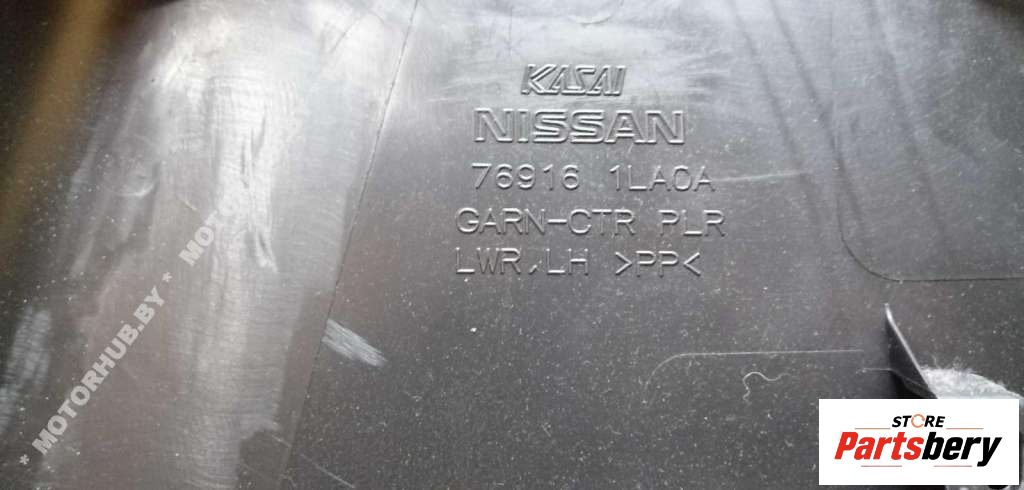 KASAI
NISSAN
76916 1LA0A
GARN-CTR PLR
LWR,LH >PP<
* MOTORHUB.BY * MOTO
STORE
Partsbery